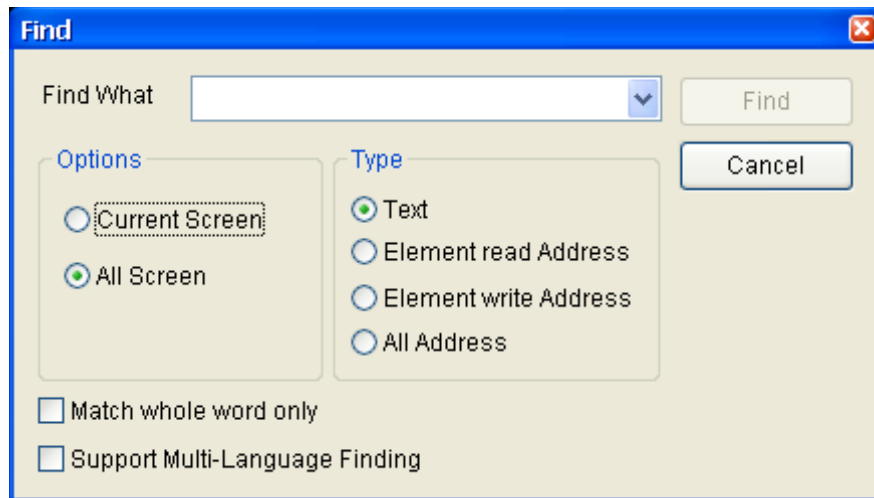 Find
Find What
Find
Options
Type
Cancel
Current Screen
Text
All Screen
Element read Address
Element write Address
All Address
Match whole word only
Support Multi-Language Finding